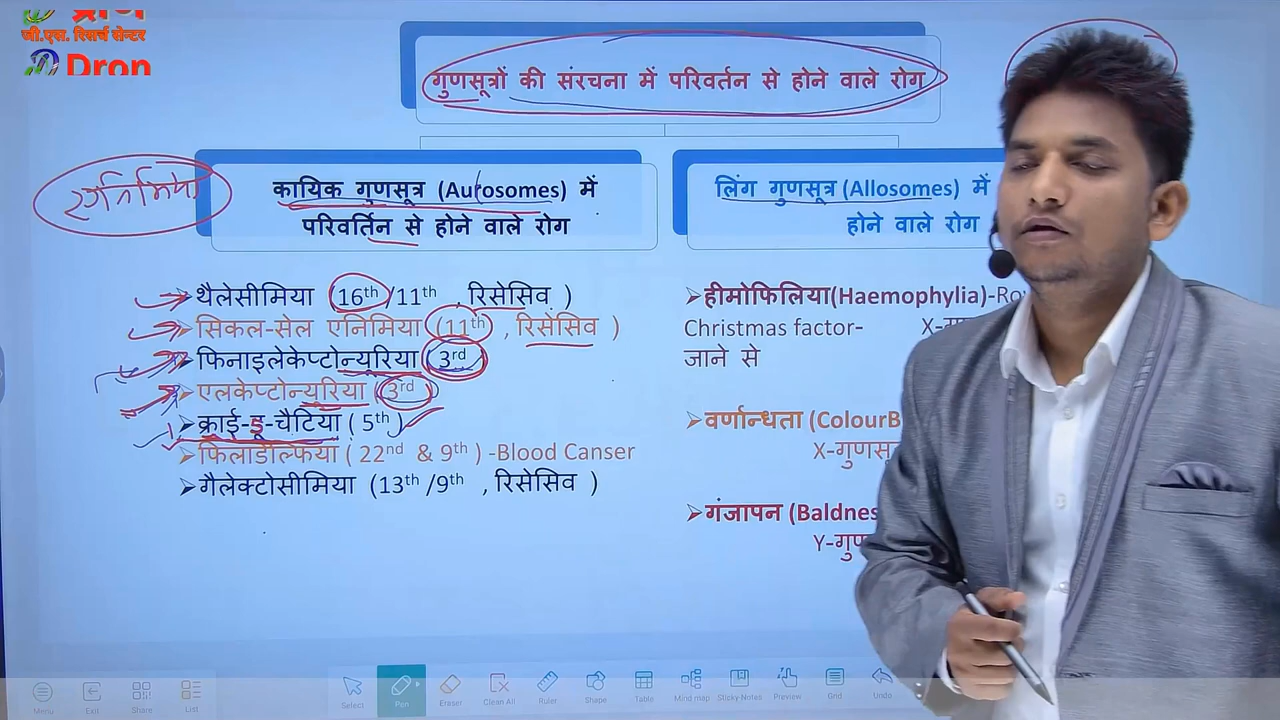 जी.एस. रिसर्च सेन्टर
Dron
गुणसूत्रों की संरचना में परिवर्तन से होने वाले रोग
कायिक गुणसूत्र (Aurosomes) में
परिवर्तिन से होने वाले रोग
लिंग गुणसूत्र (Allosomes) में
होने वाले रोग
➢थैलेसीमिया (16th /11th , रिसेसिव )
➢सिकल-सेल एनिमिया (11th , रिसेसिव )
➢फिनाइलेकेप्टोन्यूरिया (3rd )
➢एलकेप्टोन्यूरिया (3rd )
➢क्राई-डू-चैटिया ( 5th )
➢फिलाडेल्फिया ( 22nd & 9th ) -Blood Canser
➢गैलेक्टोसीमिया (13th /9th , रिसेसिव )
➢हीमोफिलिया(Haemophylia)-
Christmas factor-
जाने से
➢वर्णान्धता (ColourB
X-गुणस
➢गंजापन (Baldnes
Y-गुण
Menu Exit Share List Select Pen Eraser Clean All Ruler Shape Table Mind map Sticky Notes Preview Grid Undo